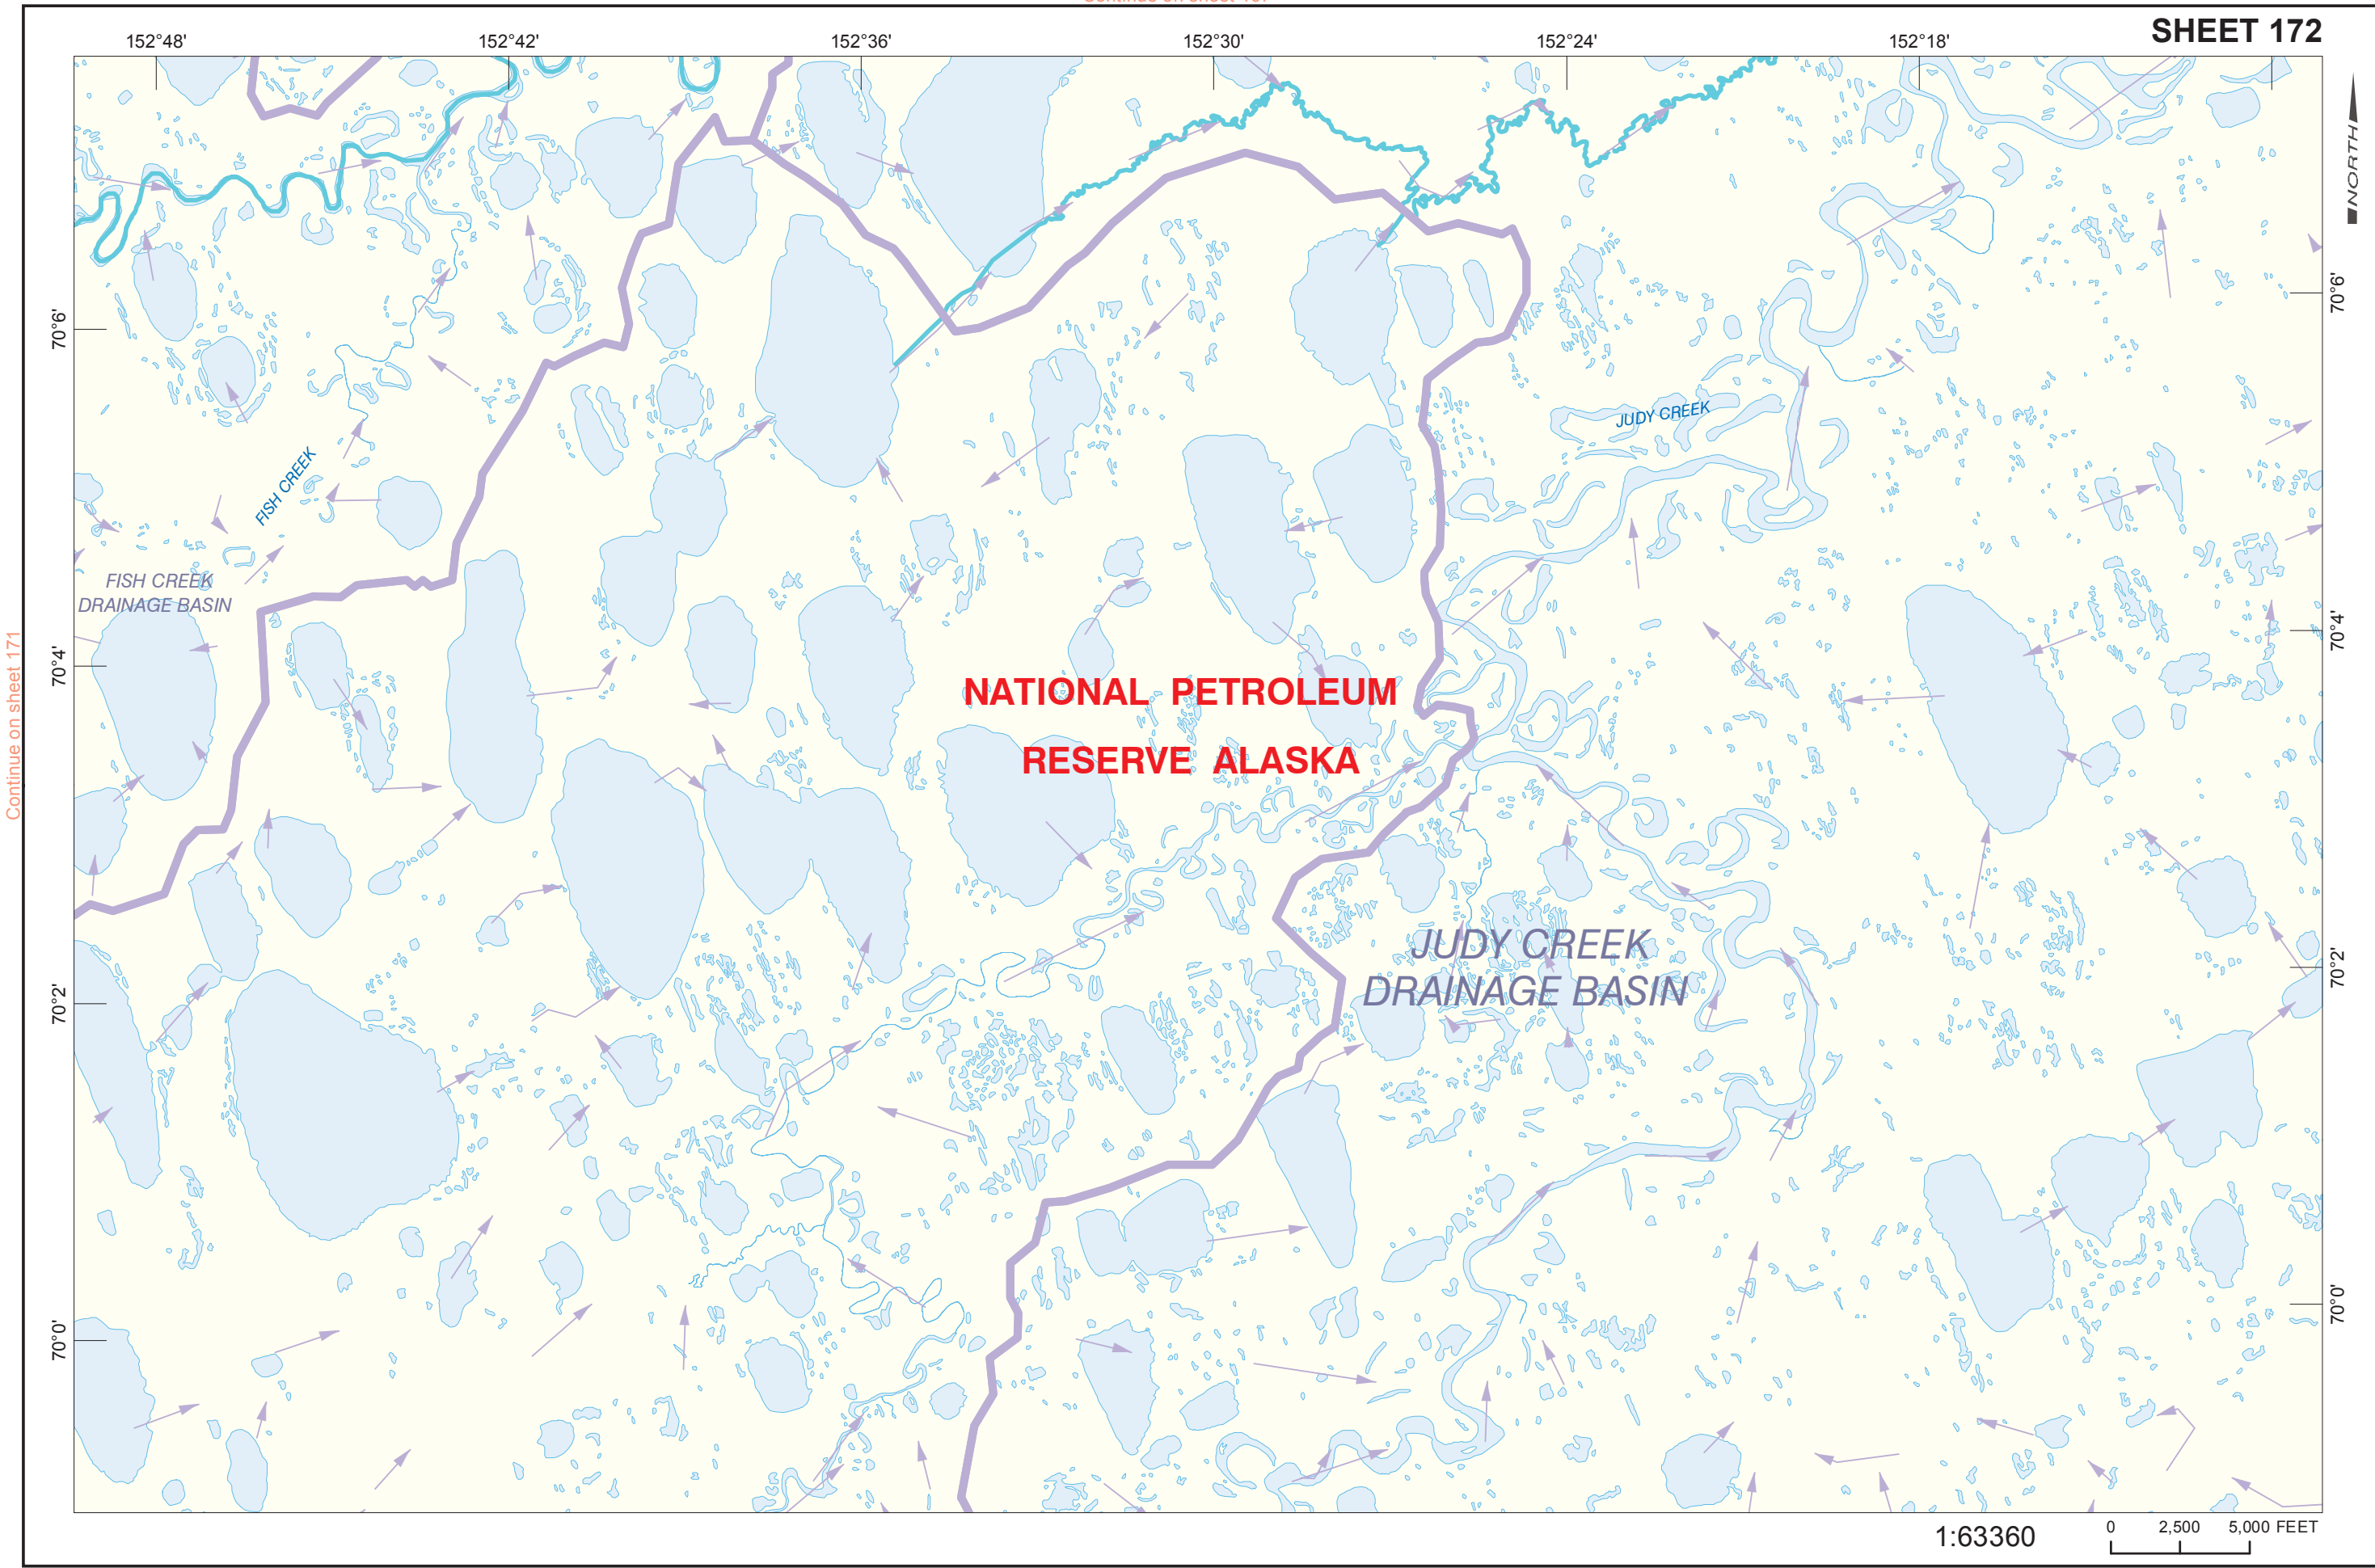 SHEET 172
152°48'
152°42'
152°36'
152°30'
152°24'
152°18'
NORTH
70°6'
70°6'
JUDY CREEK
FISH CREEK
FISH CREEK
DRAINAGE BASIN
70°4'
70°4'
Continue on sheet 171
NATIONAL PETROLEUM
RESERVE ALASKA
JUDY CREEK
DRAINAGE BASIN
70°2'
70°2'
70°0'
70°0'
1:63360
0 2,500 5,000 FEET